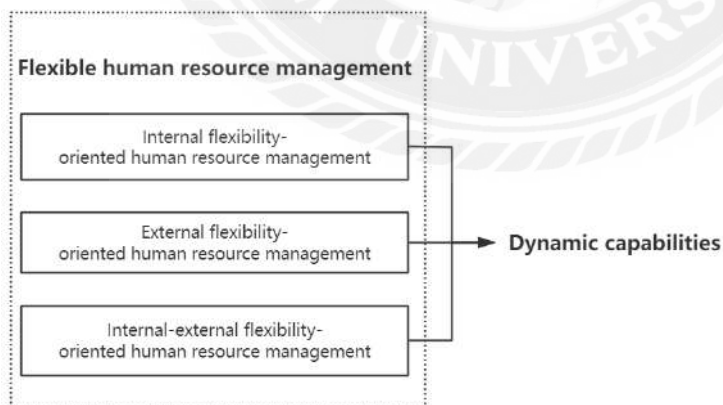 UNIVERS
Flexible human resource management
Internal flexibility-
oriented human resource management
External flexibility-
oriented human resource management
Dynamic capabilities
Internal-external flexibility-
oriented human resource management